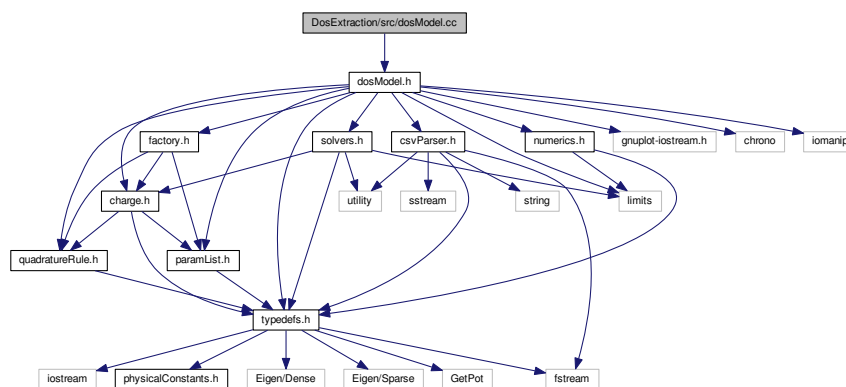 DosExtraction/src/dosModel.cc
dosModel.h
factory.h
solvers.h
csvParser.h
numerics.h
gnuplot-iostream.h
chrono
iomanip
charge.h
utility
sstream
string
limits
quadratureRule.h
paramList.h
typedefs.h
iostream
physicalConstants.h
Eigen/Dense
Eigen/Sparse
GetPot
fstream